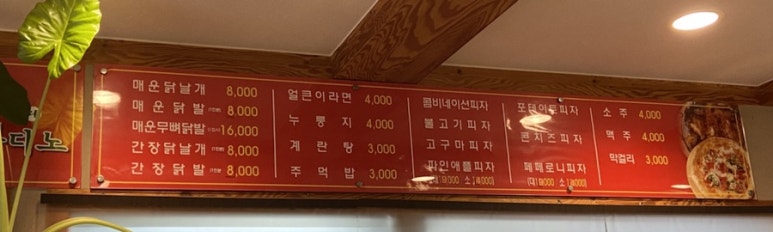 매운닭날개 8,000
매운닭발 8,000
매운무뼈닭발 16,000
간장닭날개 8,000
간장닭발 8,000
얼큰이라면 4,000
누룽지 4,000
계란탕 3,000
주먹밥 3,000
콤비네이션피자
불고기피자
고구마피자
파인애플피자
포테이토피자
콘치즈피자
페페로니피자
소주 4,000
맥주 4,000
막걸리 3,000